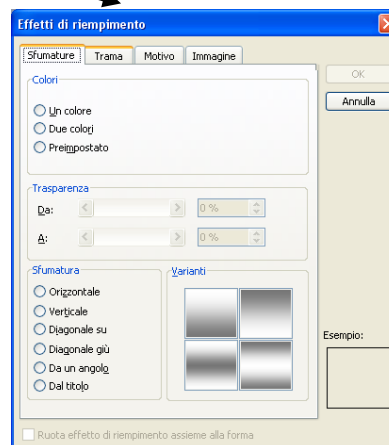 Effetti di riempimento
Sfumature Trama Motivo Immagine
OK
Annulla
Colori
Un colore
Due colori
Preimpostato
Trasparenza
Da: 0 %
A: 0 %
Sfumatura
Orizzontale
Verticale
Diagonale su
Diagonale giù
Da un angolo
Dal titolo
Varianti
Esempio:
Ruota effetto di riempimento assieme alla forma